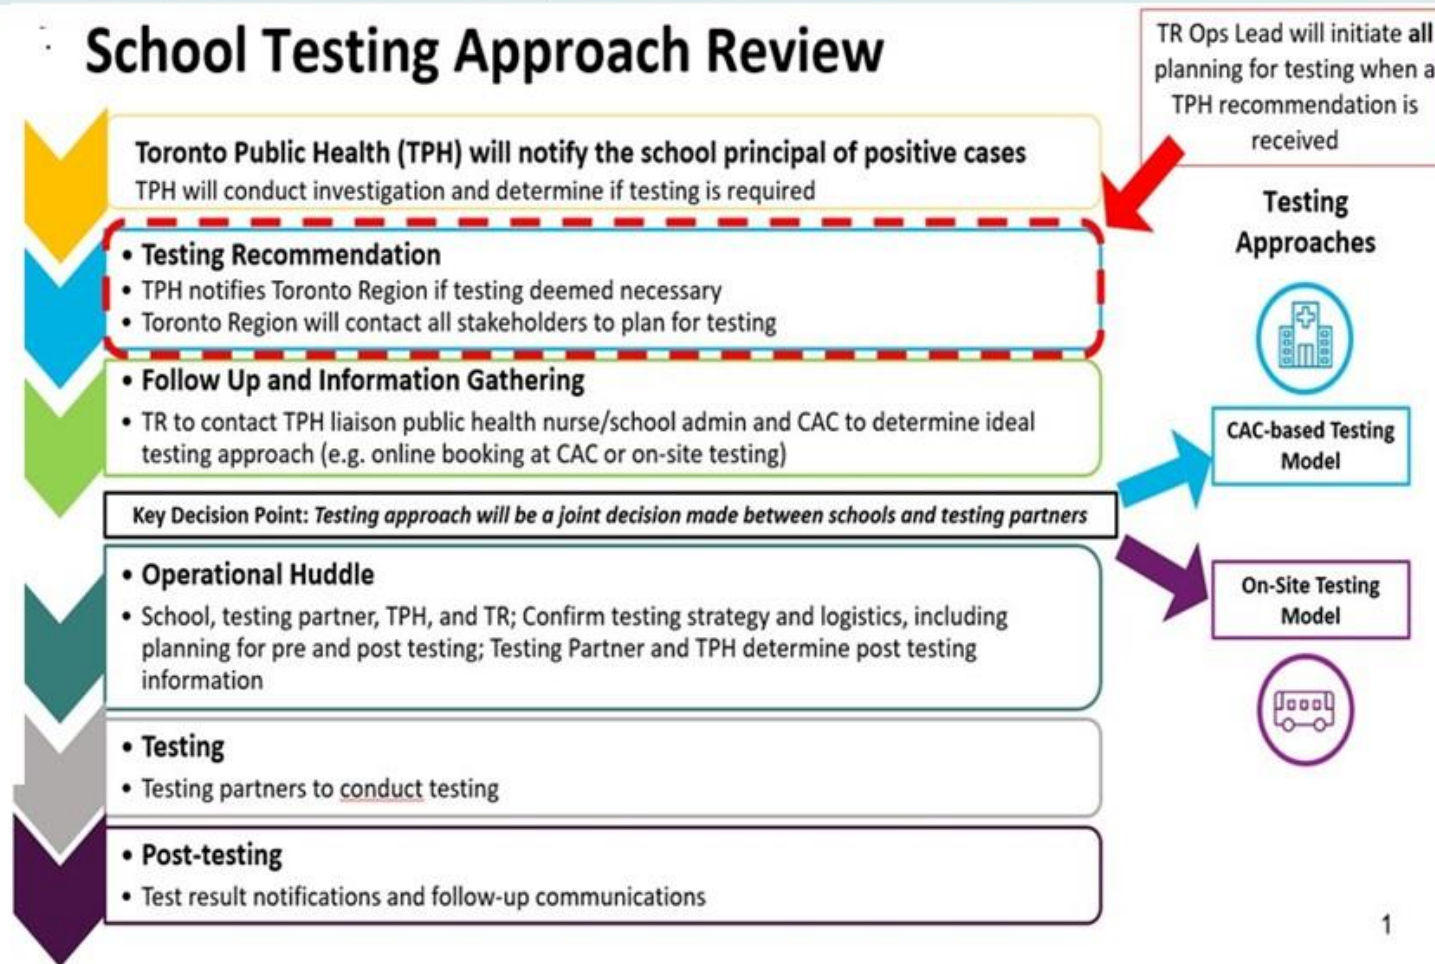 School Testing Approach Review
TR Ops Lead will initiate all
planning for testing when a
TPH recommendation is
received
Toronto Public Health (TPH) will notify the school principal of positive cases
TPH will conduct investigation and determine if testing is required
• Testing Recommendation
• TPH notifies Toronto Region if testing deemed necessary
• Toronto Region will contact all stakeholders to plan for testing
• Follow Up and Information Gathering
• TR to contact TPH liaison public health nurse/school admin and CAC to determine ideal
testing approach (e.g. online booking at CAC or on-site testing)
Key Decision Point: Testing approach will be a joint decision made between schools and testing partners
• Operational Huddle
• School, testing partner, TPH, and TR; Confirm testing strategy and logistics, including
planning for pre and post testing; Testing Partner and TPH determine post testing
information
• Testing
• Testing partners to conduct testing
• Post-testing
• Test result notifications and follow-up communications
Testing
Approaches
CAC-based Testing
Model
On-Site Testing
Model
1